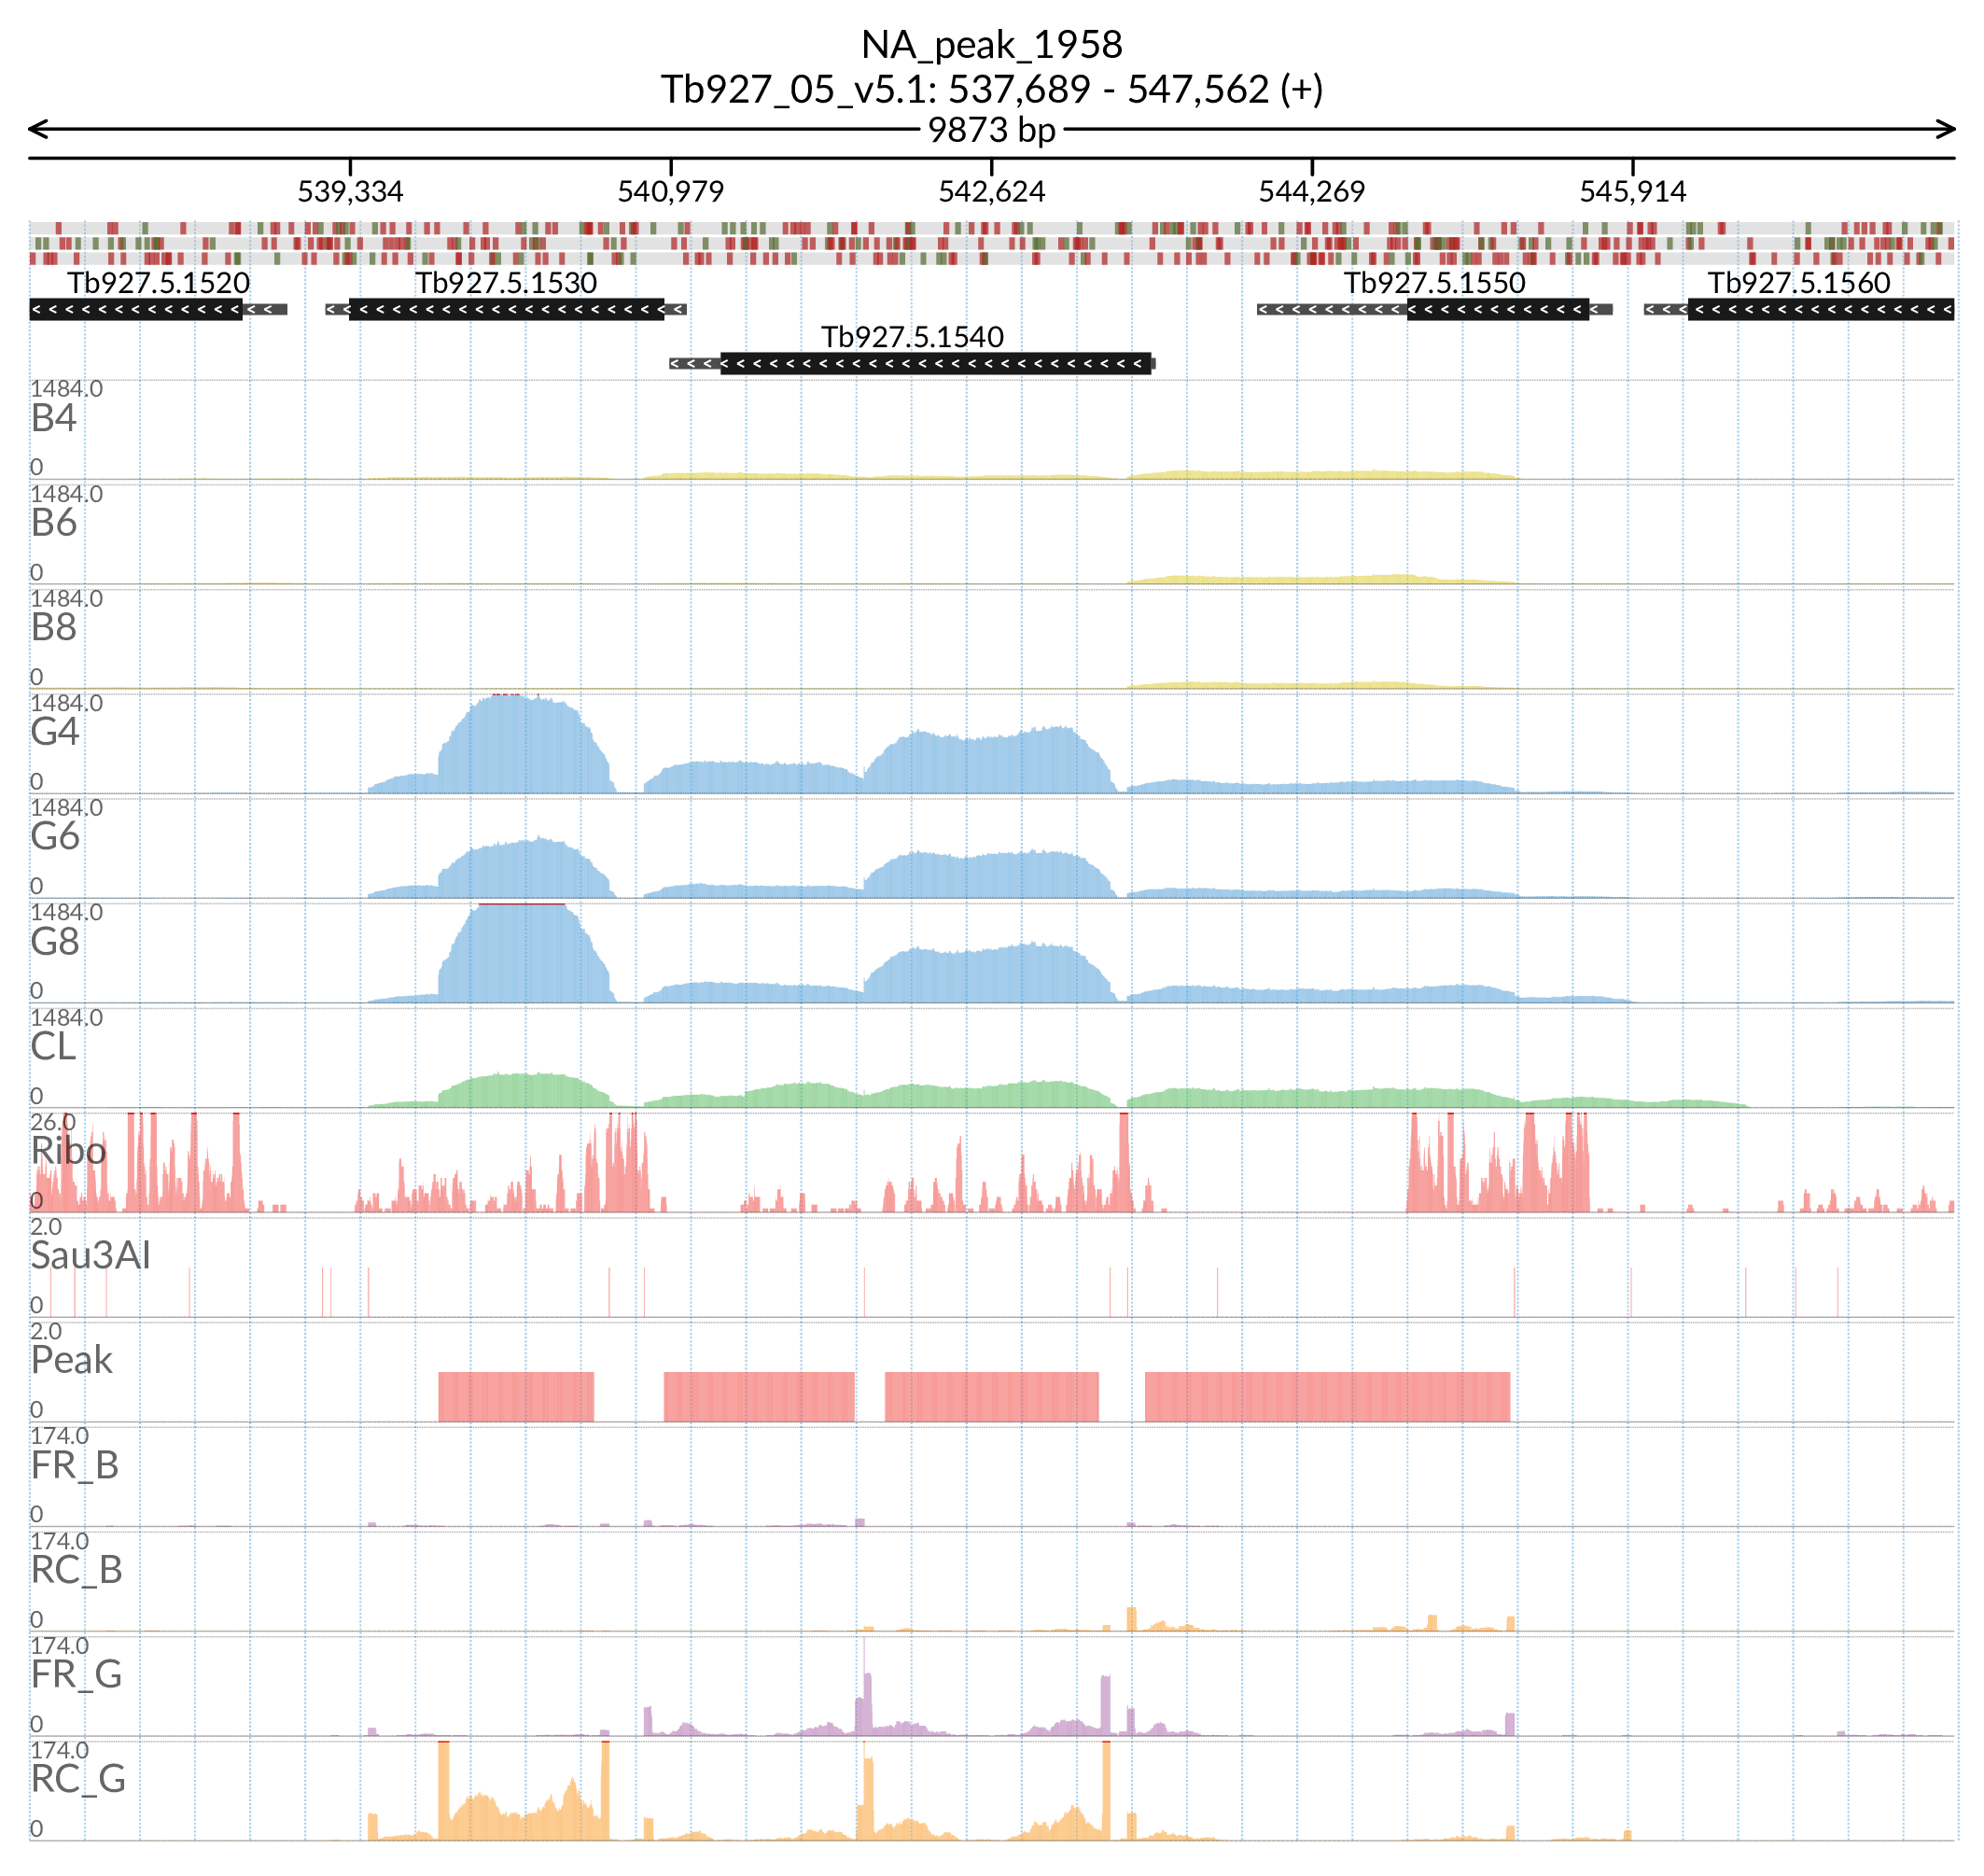 NA_peak_1958
Tb927_05_v5.1: 537,689 - 547,562 (+)
9873 bp
539,334 540,979 542,624 544,269 545,914
Tb927.5.1520 Tb927.5.1530 Tb927.5.1550 Tb927.5.1560
Tb927.5.1540
1484.0
B4
0
1484.0
B6
0
1484.0
B8
0
1484.0
G4
0
1484.0
G6
0
1484.0
G8
0
1484.0
CL
0
26.0
Ribo
0
2.0
Sau3AI
0
2.0
Peak
0
174.0
FR_B
0
174.0
RC_B
0
174.0
FR_G
0
174.0
RC_G
0